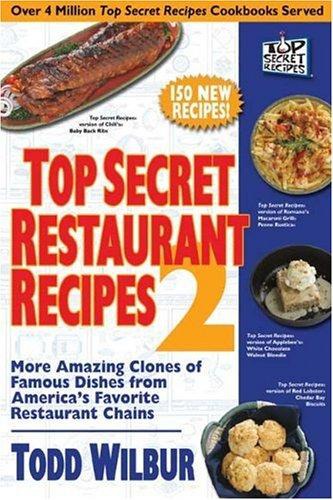 Over 4 Million Top Secret Recipes Cookbooks Served
TOP
SECRET
RECIPES
150 NEW
RECIPES!
Top Secret Recipes
version of Chili's®
Baby Back Ribs
TOP SECRET
RESTAURANT
RECIPES
2
Top Secret Recipes
version of Romano's
Macaroni Grill®
Penne Rustica®
Top Secret Recipes
version of Applebee's®
White Chocolate
Walnut Blondie
Top Secret Recipes
version of Red Lobster®
Chedar Bay
Biscuits
More Amazing Clones of
Famous Dishes from
America's Favorite
Restaurant Chains
TODD WILBUR